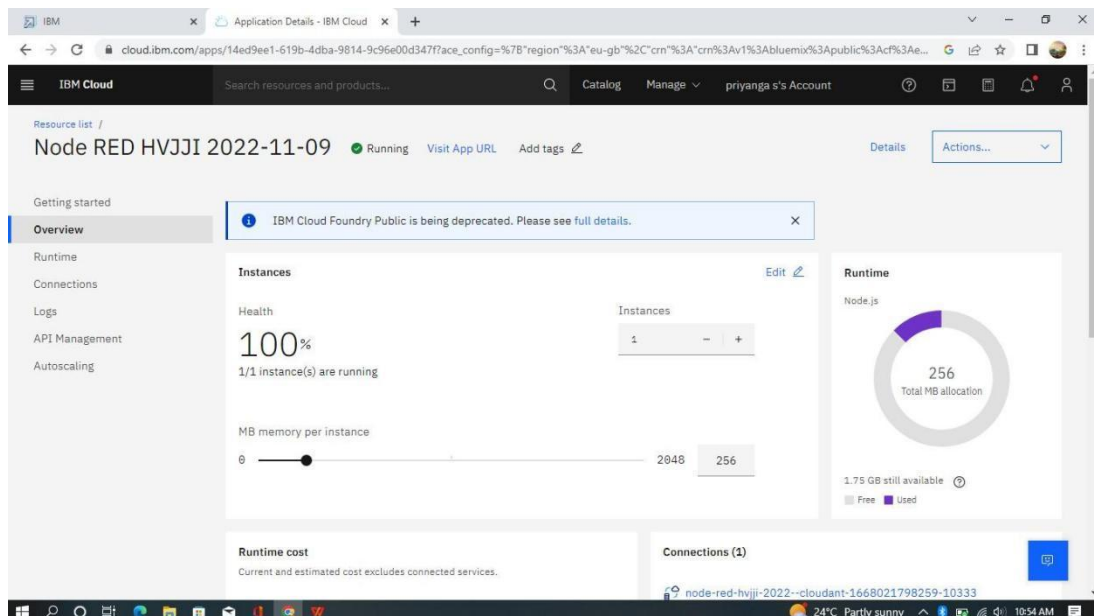 IBM
Application Details - IBM Cloud
cloud.ibm.com/apps/14ed9ee1-619b-4dba-9814-9c96e00d347f?ace_config=%7B"region"%3A"eu-gb"%2C"crn"%3A"crn%3Av1%3Abluemix%3Apublic%3Acf%3Ae...
IBM Cloud
Search resources and products...
Catalog
Manage
priyanga s's Account
Resource list /
Node RED HVJJI 2022-11-09
Running
Visit App URL
Add tags
Details
Actions...
Getting started
Overview
Runtime
Connections
Logs
API Management
Autoscaling
IBM Cloud Foundry Public is being deprecated. Please see full details.
Instances
Edit
Health
100%
1/1 instance(s) are running
Instances
1 - +
MB memory per instance
0
2048
256
Runtime
Node.js
256
Total MB allocation
1.75 GB still available
Free
Used
Runtime cost
Current and estimated cost excludes connected services.
Connections (1)
node-red-hvjji-2022--cloudant-1668021798259-10333
24°C Partly sunny
10:54 AM